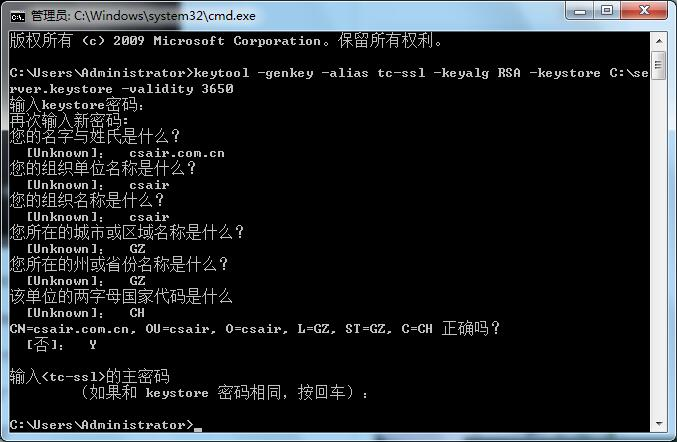 管理员: C:\Windows\system32\cmd.exe
版权所有 (c) 2009 Microsoft Corporation。保留所有权利。
C:\Users\Administrator>keytool -genkey -alias tc-ssl -keyalg RSA -keystore C:\se
rver.keystore -validity 3650
输入keystore密码：
再次输入新密码:
您的名字与姓氏是什么？
[Unknown]： csair.com.cn
您的组织单位名称是什么？
[Unknown]： csair
您的组织名称是什么？
[Unknown]： csair
您所在的城市或区域名称是什么？
[Unknown]： GZ
您所在的州或省份名称是什么？
[Unknown]： GZ
该单位的两字母国家代码是什么
[Unknown]： CH
CN=csair.com.cn, OU=csair, O=csair, L=GZ, ST=GZ, C=CH 正确吗？
[否]： Y
输入<tc-ssl>的主密码
（如果和 keystore 密码相同，按回车）：
C:\Users\Administrator>_